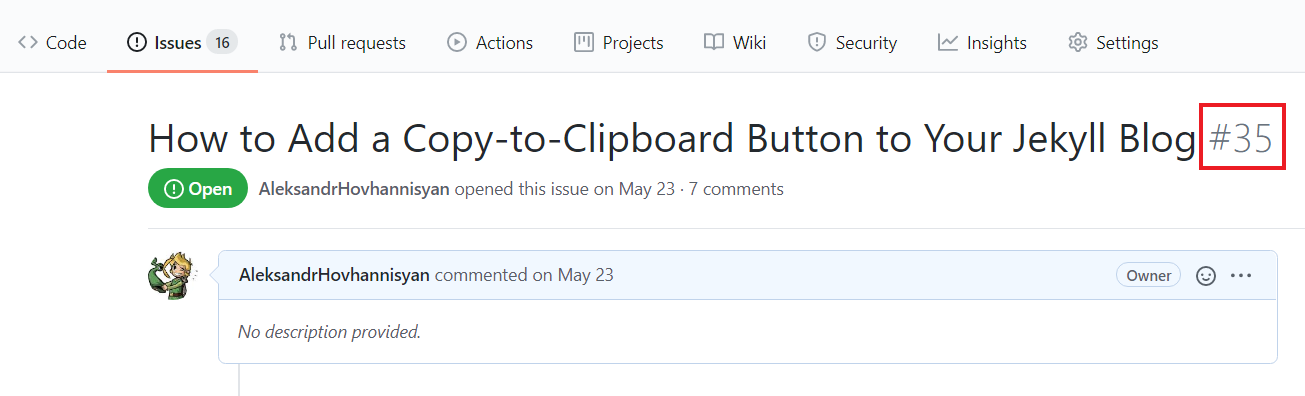 Code Issues 16 Pull requests Actions Projects Wiki Security Insights Settings
How to Add a Copy-to-Clipboard Button to Your Jekyll Blog #35
Open AleksandrHovhannisyan opened this issue on May 23 · 7 comments
AleksandrHovhannisyan commented on May 23 Owner ···
No description provided.